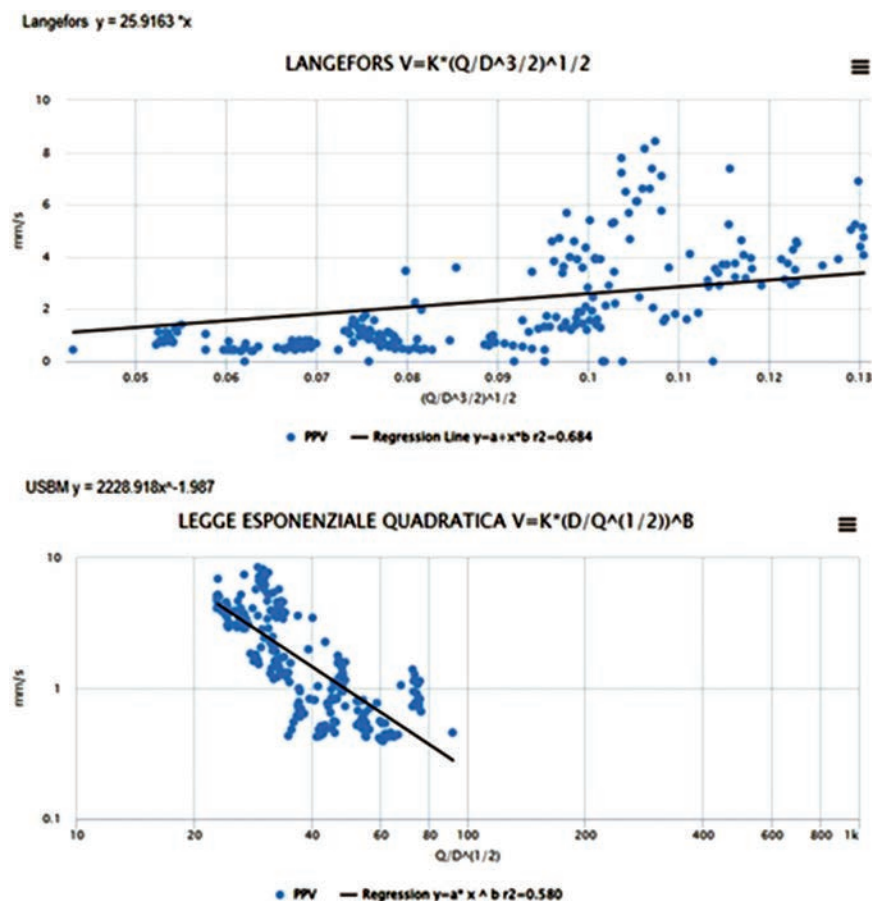 Langefors y = 25.9163 *x
LANGEFORS V=K*(Q/D^3/2)^1/2
10
8
6
4
2
0
mm/s
0.05 0.06 0.07 0.08 0.09 0.1 0.11 0.12 0.13
(Q/D^3/2)^1/2
PPV Regression Line y=a+x*b r2=0.684
USBM y = 2228.918x^-1.987
LEGGE ESPONENZIALE QUADRATICA V=K*(D/Q^(1/2))^B
10
1
0.1
mm/s
10 20 40 60 80 100 200 400 600 800 1k
Q/D^(1/2)
PPV Regression y=a* x ^ b r2=0.580